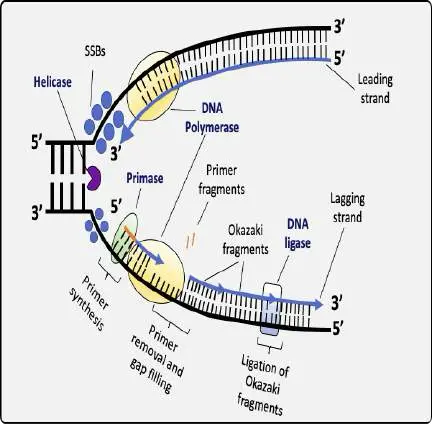 3’
SSBs
5’
Helicase
Leading
strand
DNA
Polymerase
5’
3’
Primer
fragments
Primase
Lagging
strand
3’
5’
Okazaki
fragments
DNA
ligase
3’
5’
Primer
synthesis
Primer
removal and
gap filling
Ligation of
Okazaki
fragments